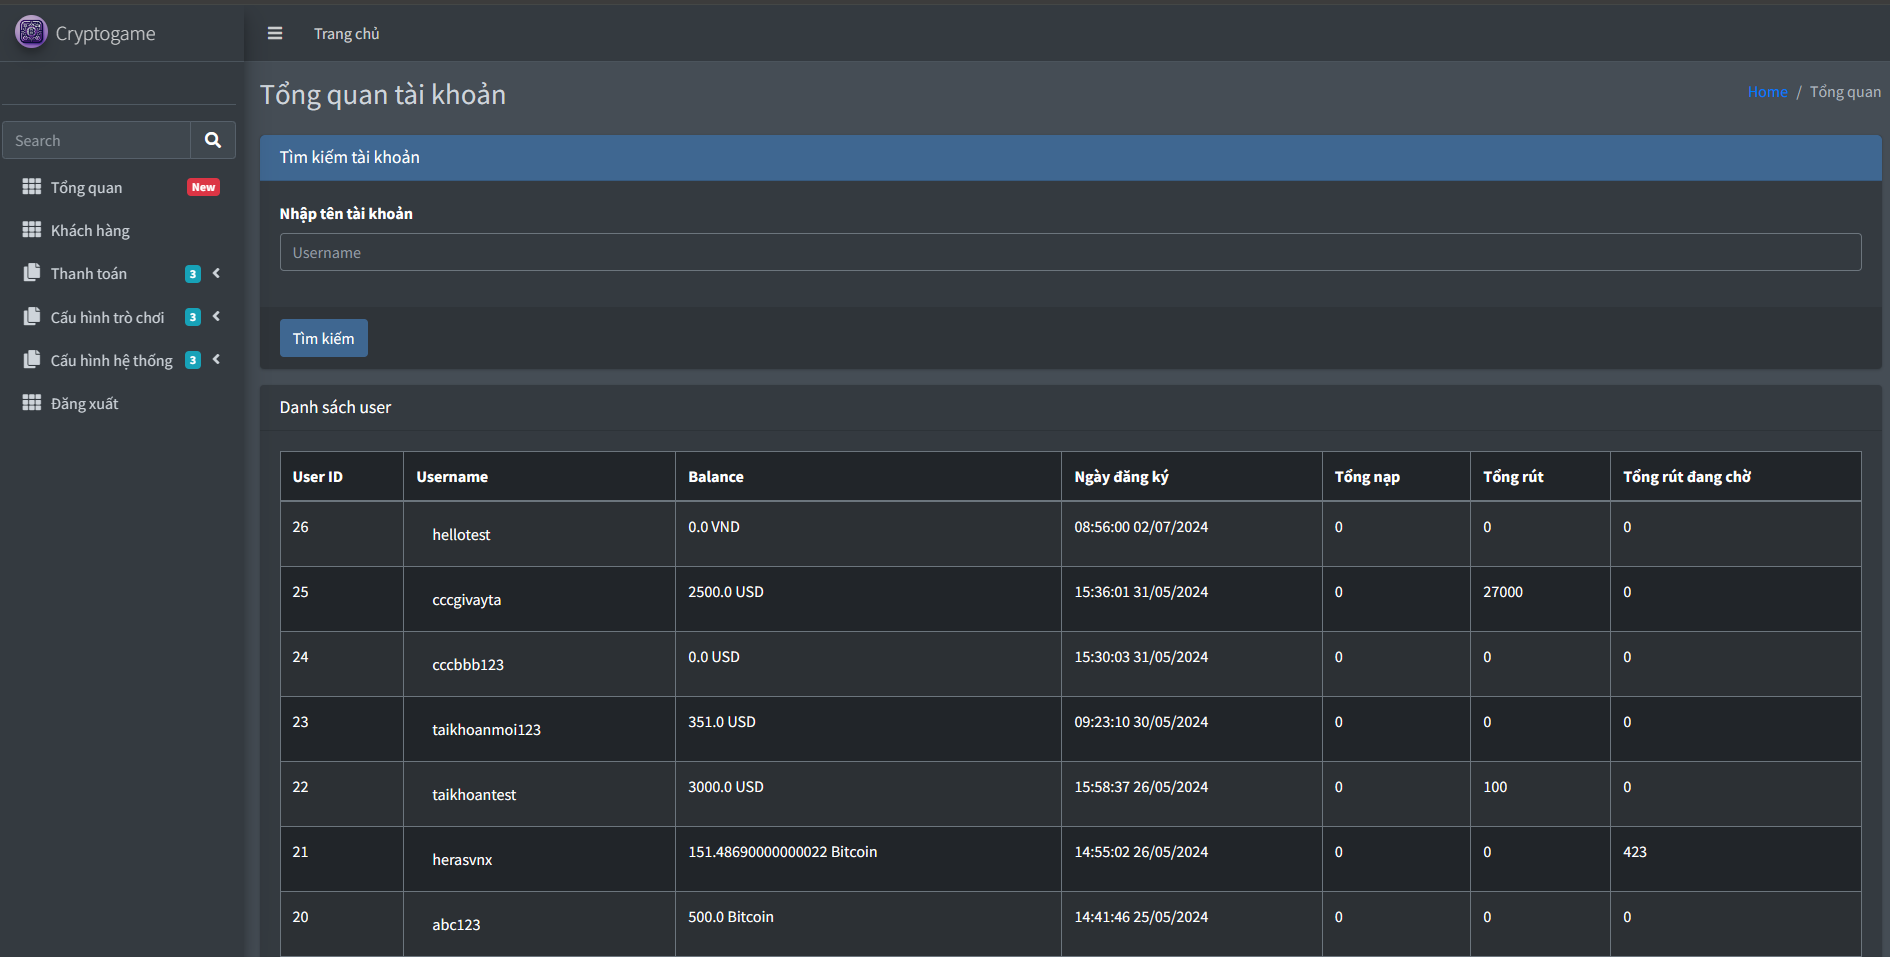 Cryptogame
Trang chủ
Tổng quan tài khoản
Home / Tổng quan
Search
Tổng quan New
Khách hàng
Thanh toán 3
Cấu hình trò chơi 3
Cấu hình hệ thống 3
Đăng xuất
Tìm kiếm tài khoản
Nhập tên tài khoản
Username
Tìm kiếm
Danh sách user
User ID Username Balance Ngày đăng ký Tổng nạp Tổng rút Tổng rút đang chờ
26 hellotest 0.0 VND 08:56:00 02/07/2024 0 0 0
25 cccgivayta 2500.0 USD 15:36:01 31/05/2024 0 27000 0
24 cccbbb123 0.0 USD 15:30:03 31/05/2024 0 0 0
23 taikhoanmoi123 351.0 USD 09:23:10 30/05/2024 0 0 0
22 taikhoantest 3000.0 USD 15:58:37 26/05/2024 0 100 0
21 herasvnx 151.48690000000022 Bitcoin 14:55:02 26/05/2024 0 0 423
20 abc123 500.0 Bitcoin 14:41:46 25/05/2024 0 0 0